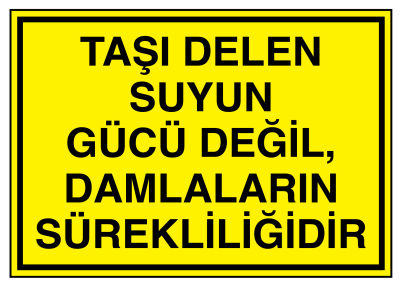 TAŞI DELEN
SUYUN
GÜCÜ DEĞİL,
DAMLALARIN
SÜREKLİLİĞİDİR